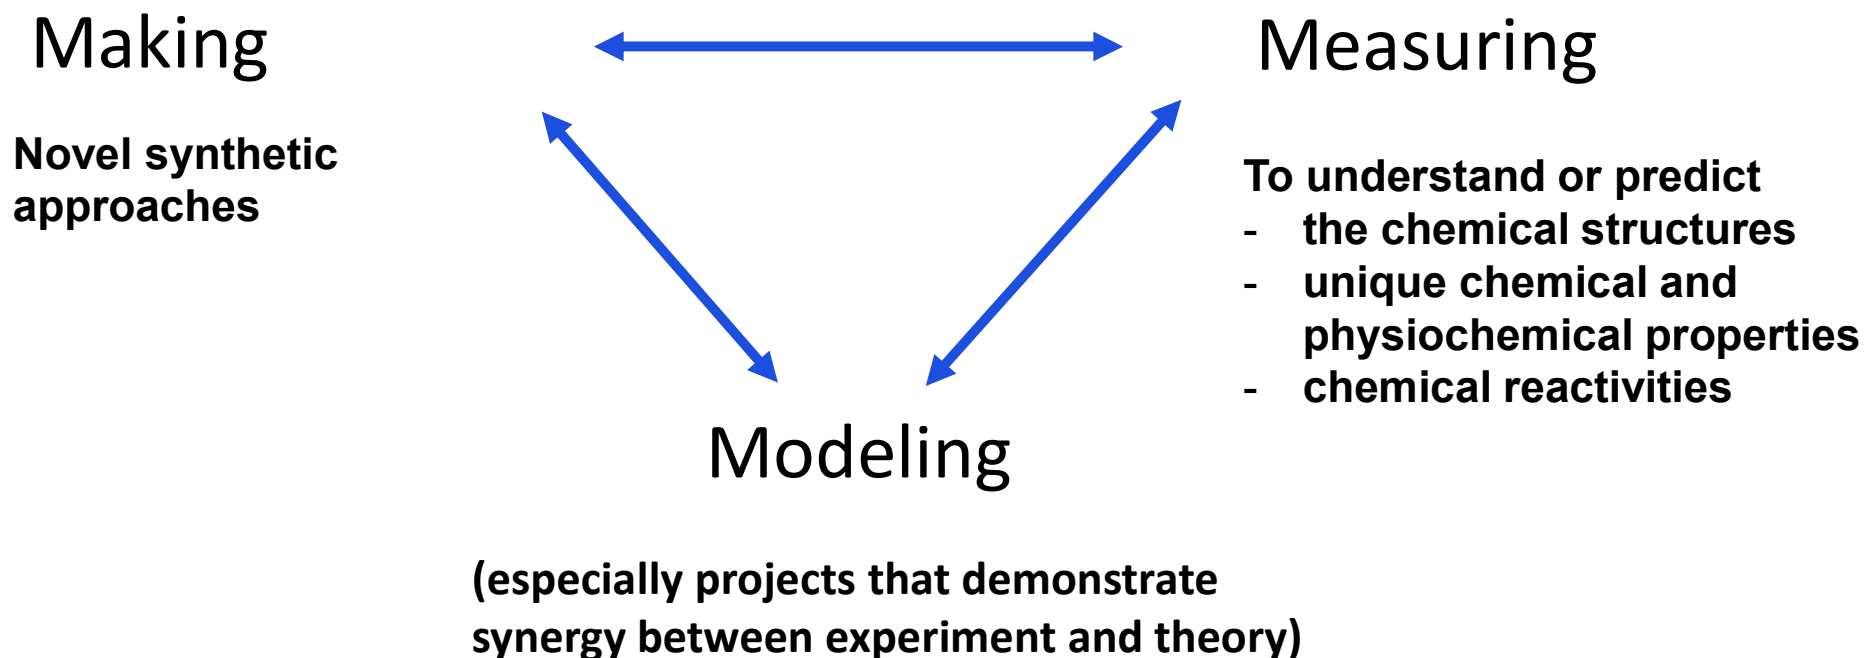 Making
Novel synthetic
approaches
Measuring
To understand or predict
- the chemical structures
- unique chemical and
physiochemical properties
- chemical reactivities
Modeling
(especially projects that demonstrate
synergy between experiment and theory)